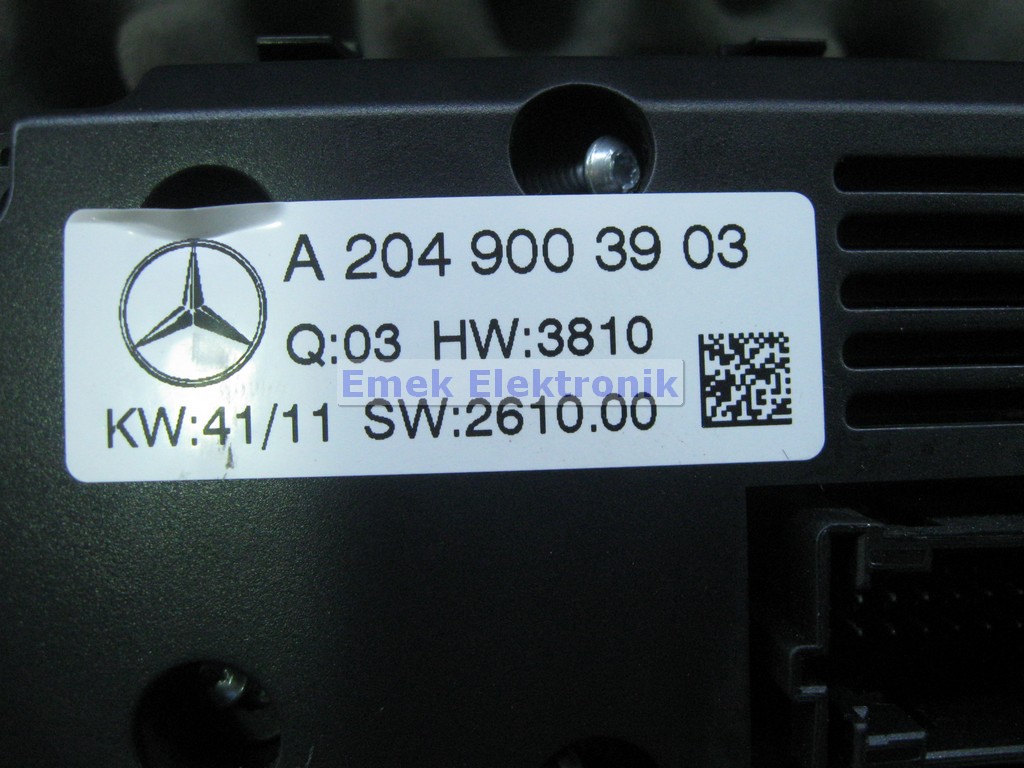 A 204 900 39 03
Q:03 HW:3810
Emek Elektronik
KW:41/11 SW:2610.00